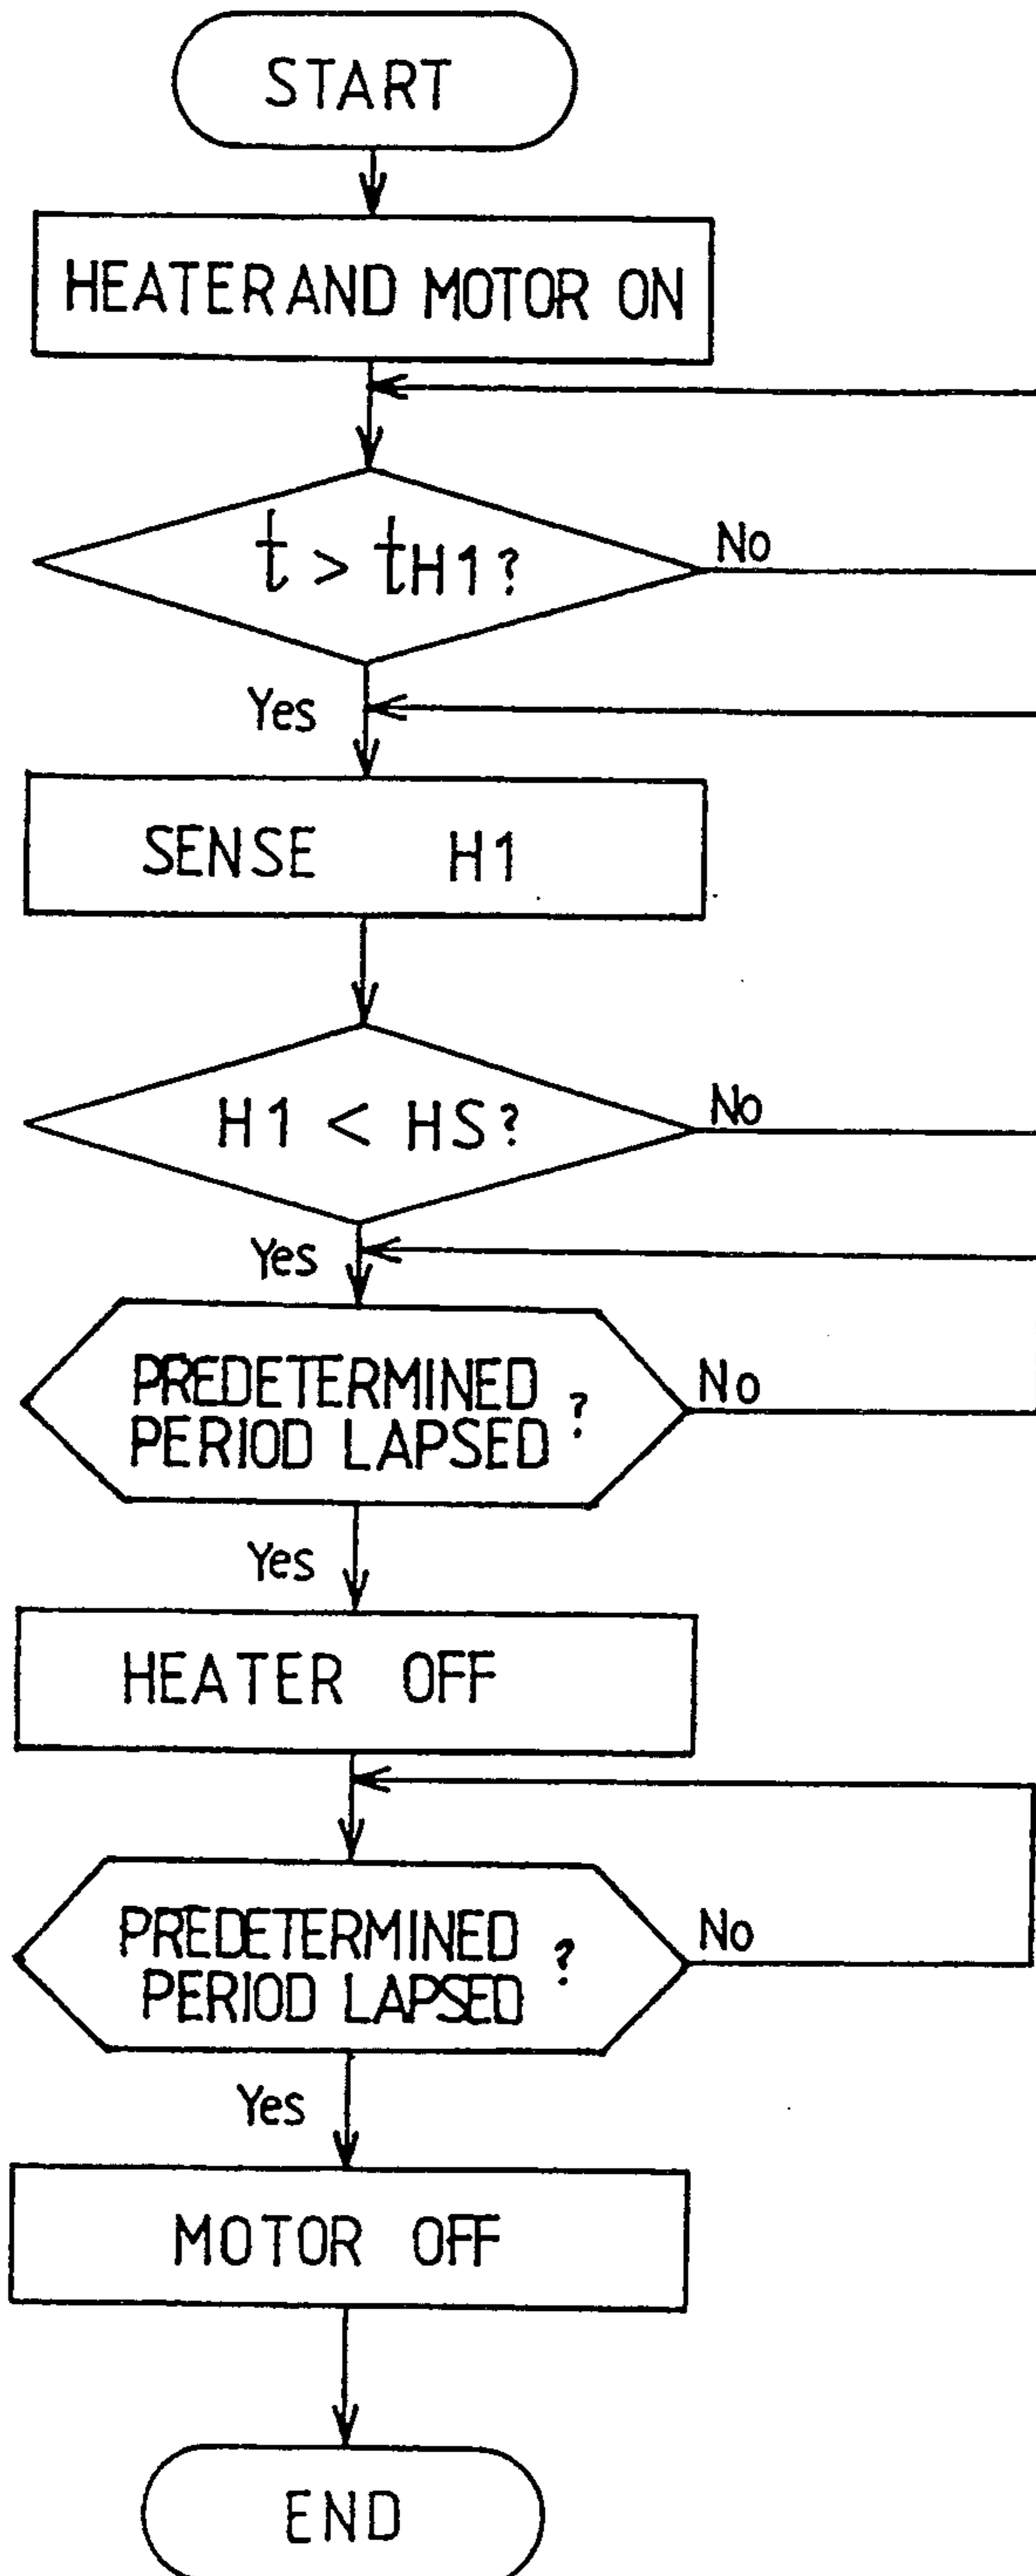 START
HEATER AND MOTOR ON
t > tH1?
No
Yes
SENSE H1
H1 < HS?
No
Yes
PREDETERMINED
PERIOD LAPSED ?
No
Yes
HEATER OFF
PREDETERMINED
PERIOD LAPSED ?
No
Yes
MOTOR OFF
END